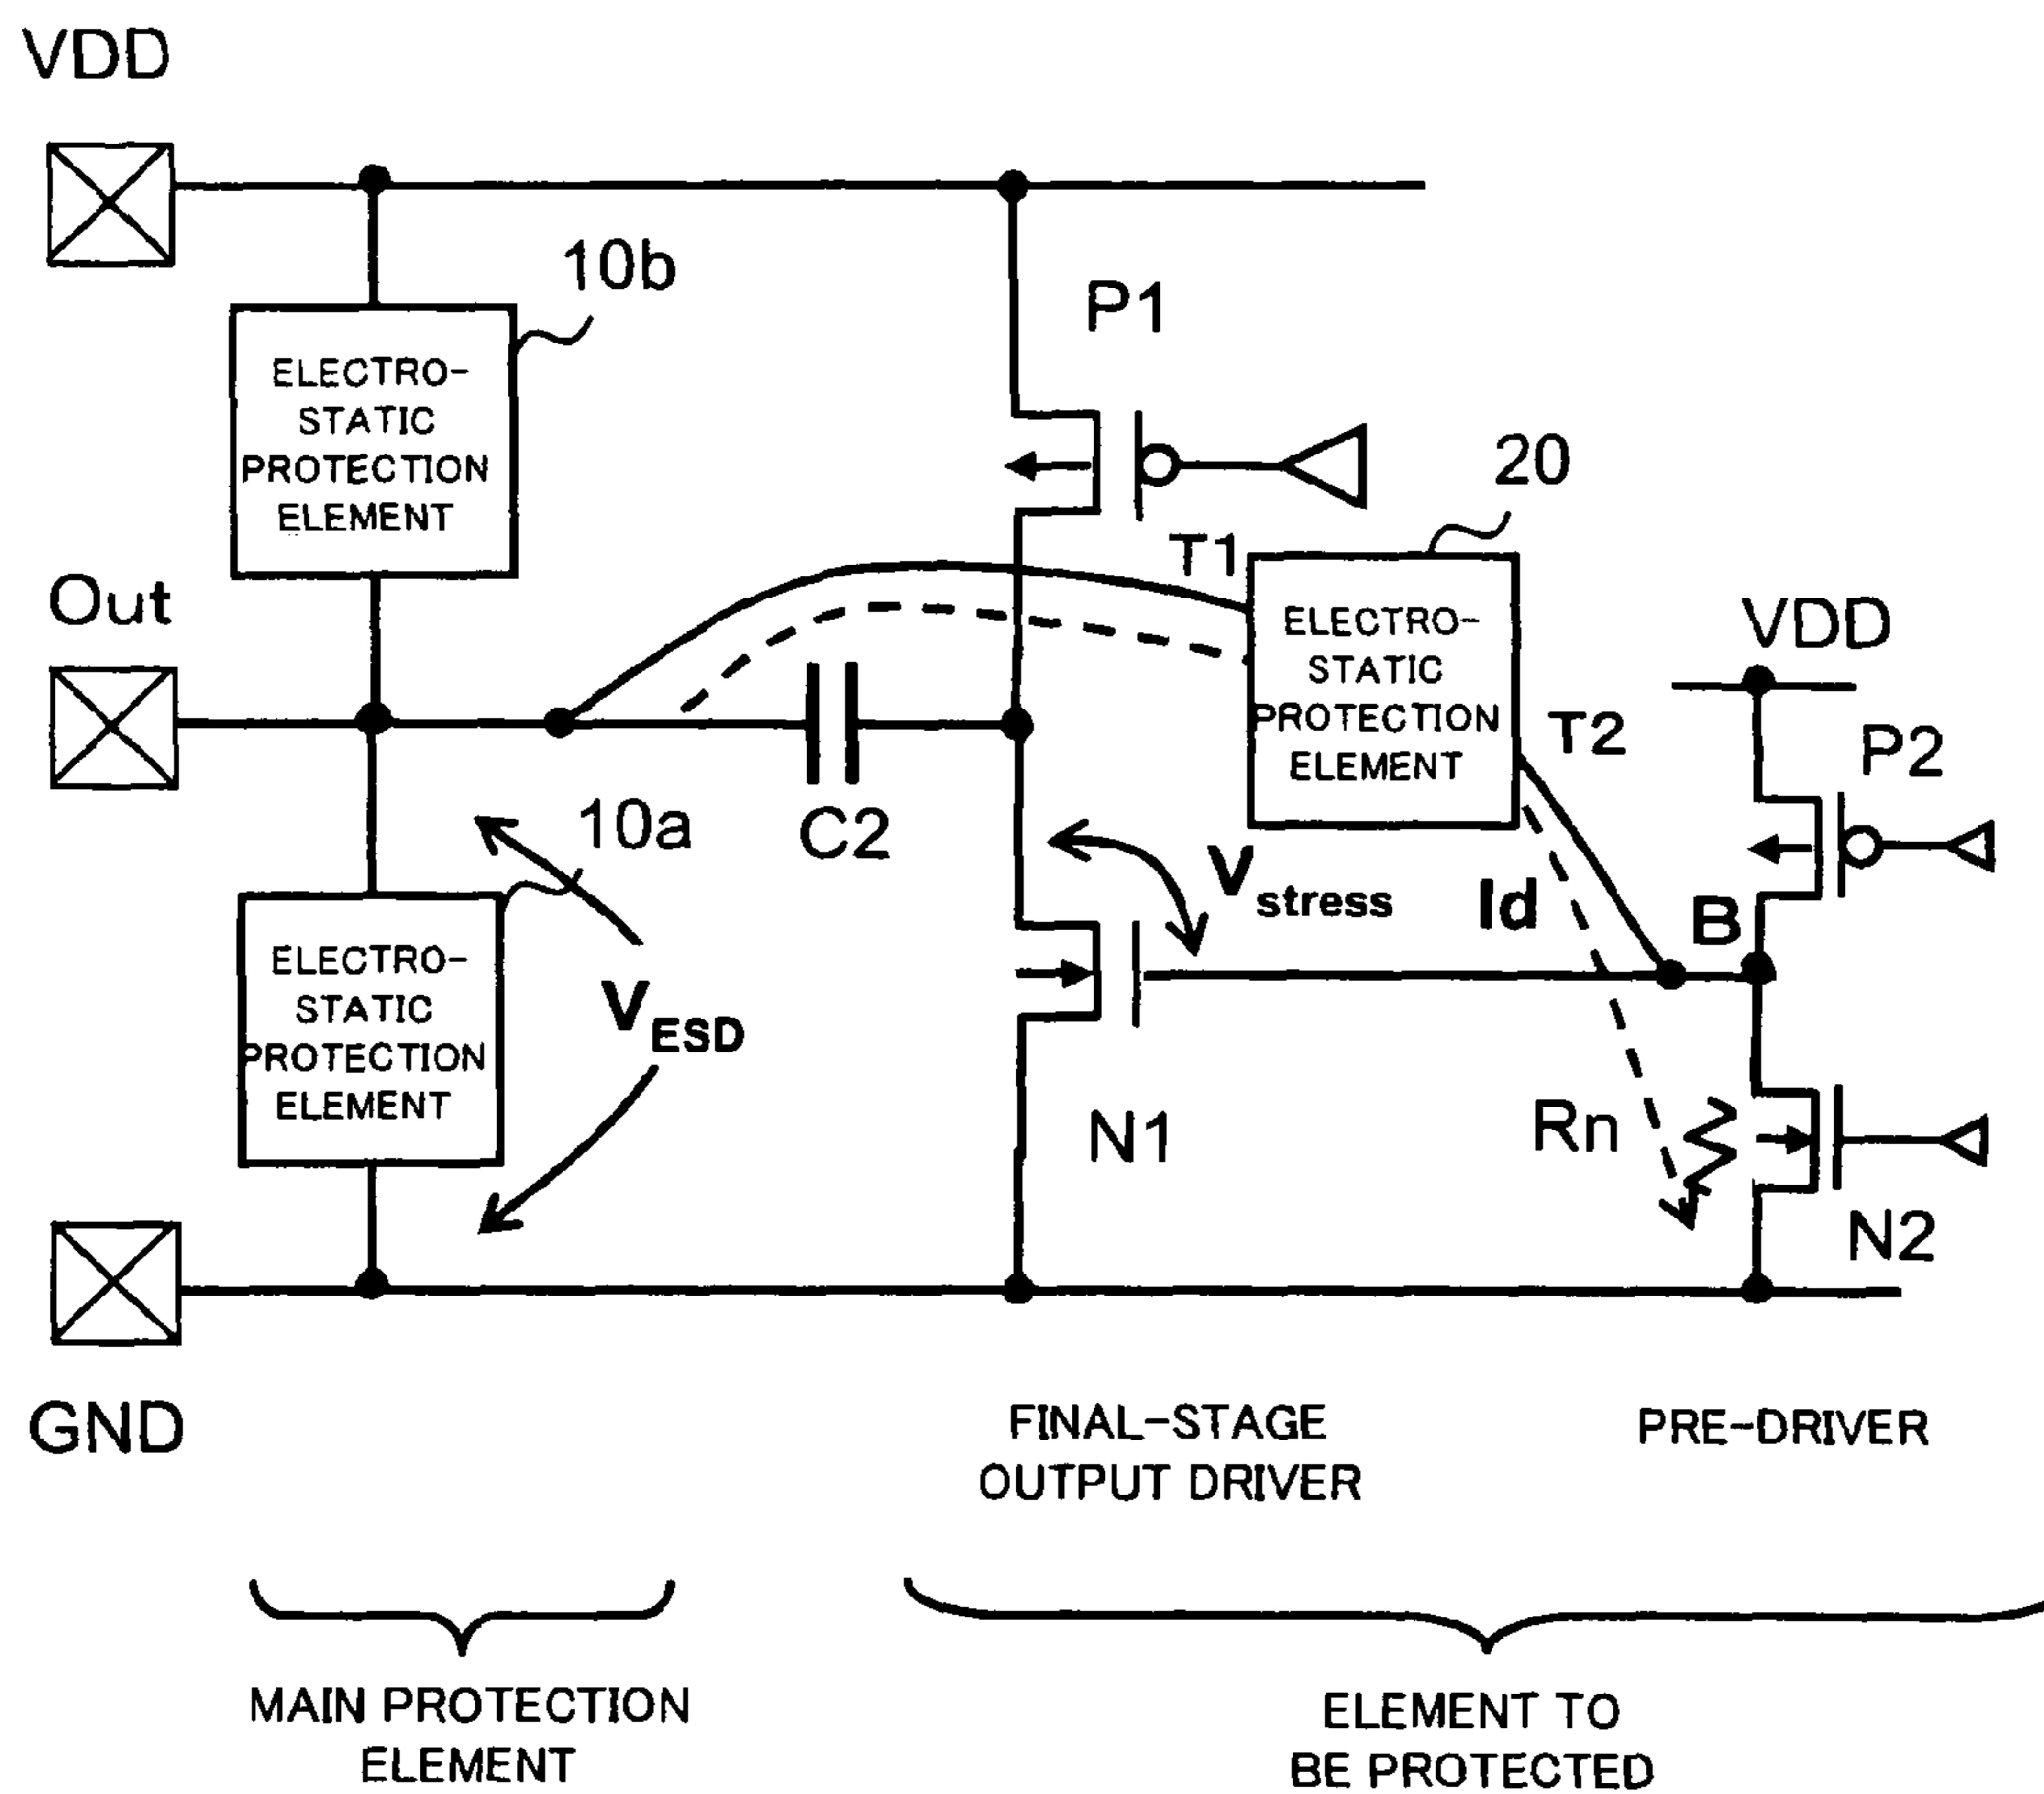 VDD
10b
P1
ELECTRO-
STATIC
PROTECTION
ELEMENT
20
T1
Out
ELECTRO-
STATIC
PROTECTION
ELEMENT
VDD
T2
P2
10a
C2
Vstress
Id
B
ELECTRO-
STATIC
PROTECTION
ELEMENT
VESD
N1
Rn
N2
GND
FINAL-STAGE
OUTPUT DRIVER
PRE-DRIVER
MAIN PROTECTION
ELEMENT
ELEMENT TO
BE PROTECTED